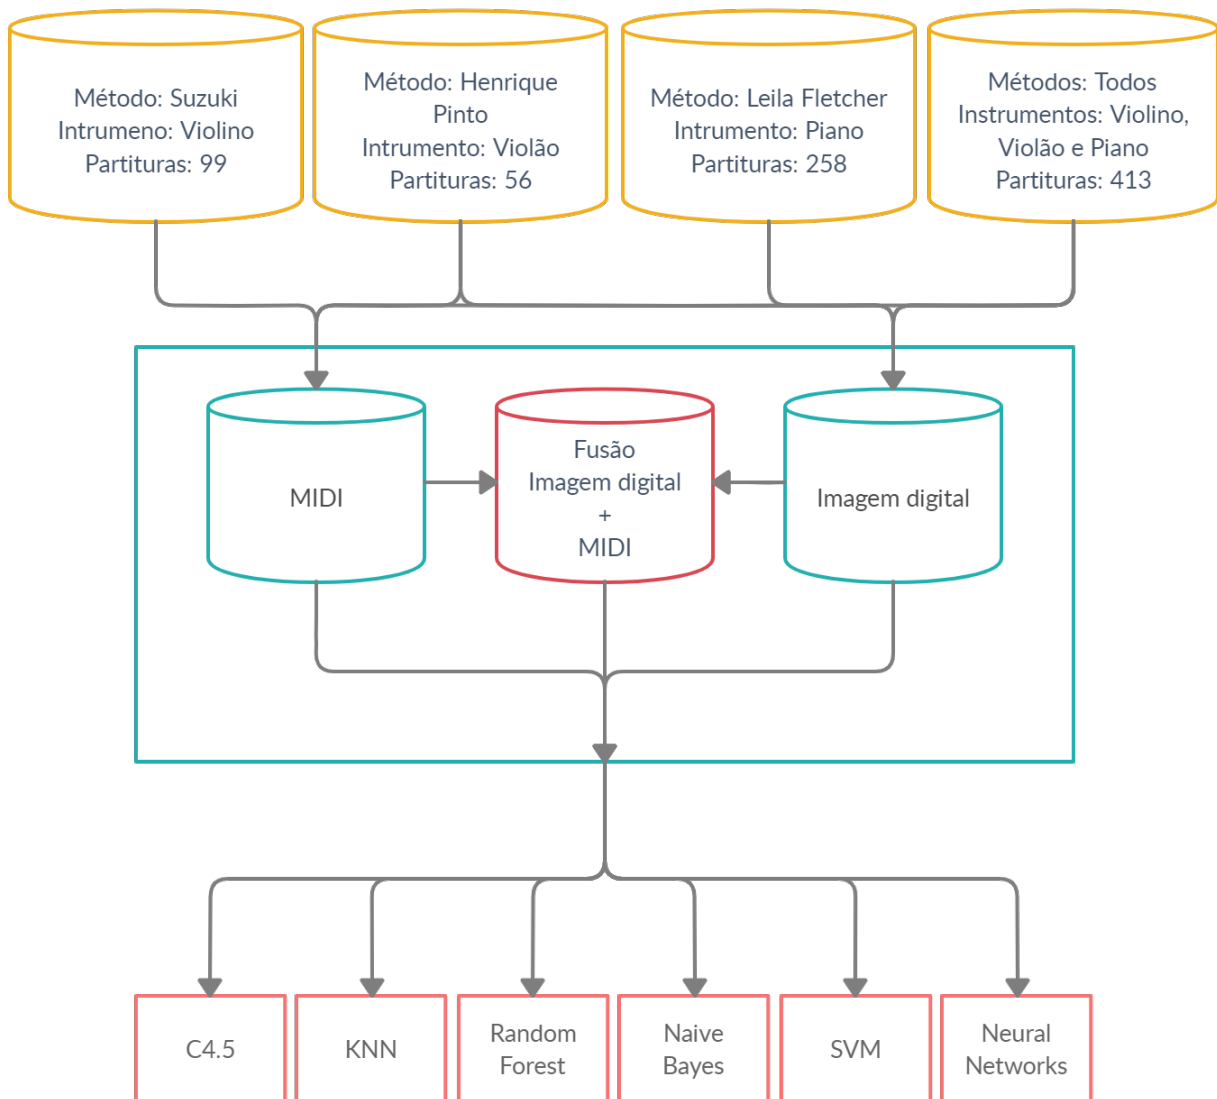 Método: Suzuki
Intrumeno: Violino
Partituras: 99
Método: Henrique
Pinto
Intrumento: Violão
Partituras: 56
Método: Leila Fletcher
Intrumento: Piano
Partituras: 258
Métodos: Todos
Instrumentos: Violino,
Violão e Piano
Partituras: 413
MIDI
Fusão
Imagem digital
+
MIDI
Imagem digital
C4.5
KNN
Random
Forest
Naive
Bayes
SVM
Neural
Networks